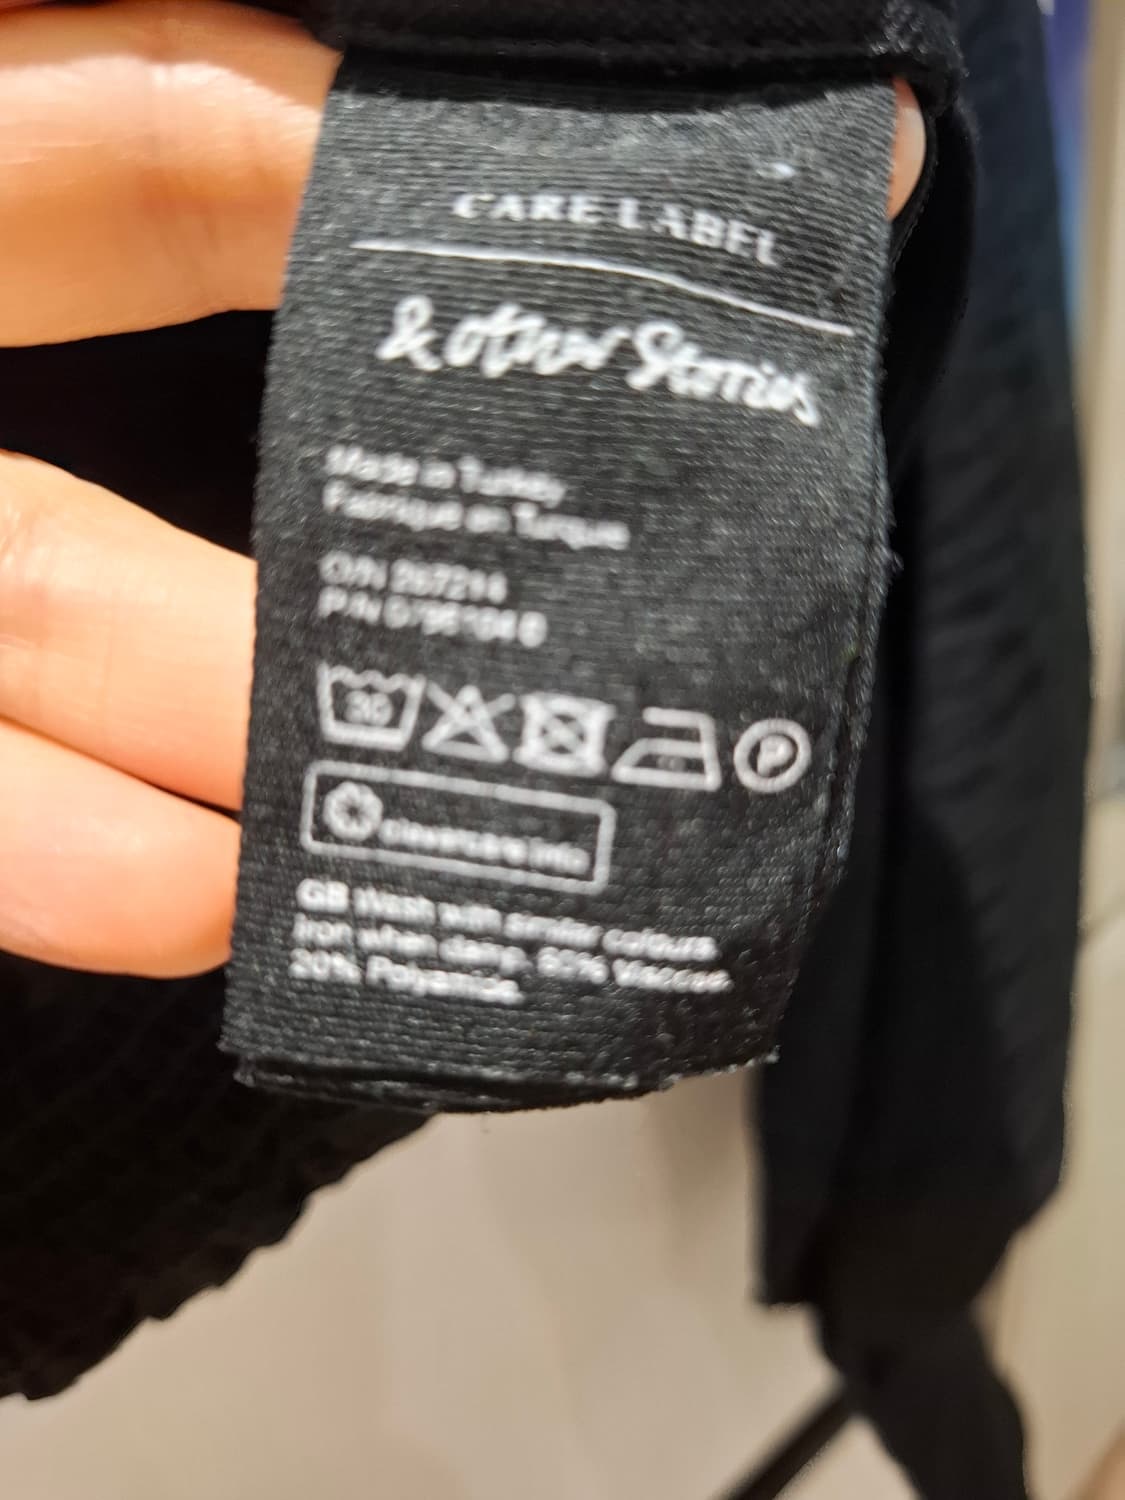 CARE LABEL
& other Stories
Made in Turkey
Fabriqué en Turquie
O/N 267214
P/N
30
P
clevercare.info
GB Wash with similar colours.
Iron when damp. 80% Viscose.
20% Polyamide.